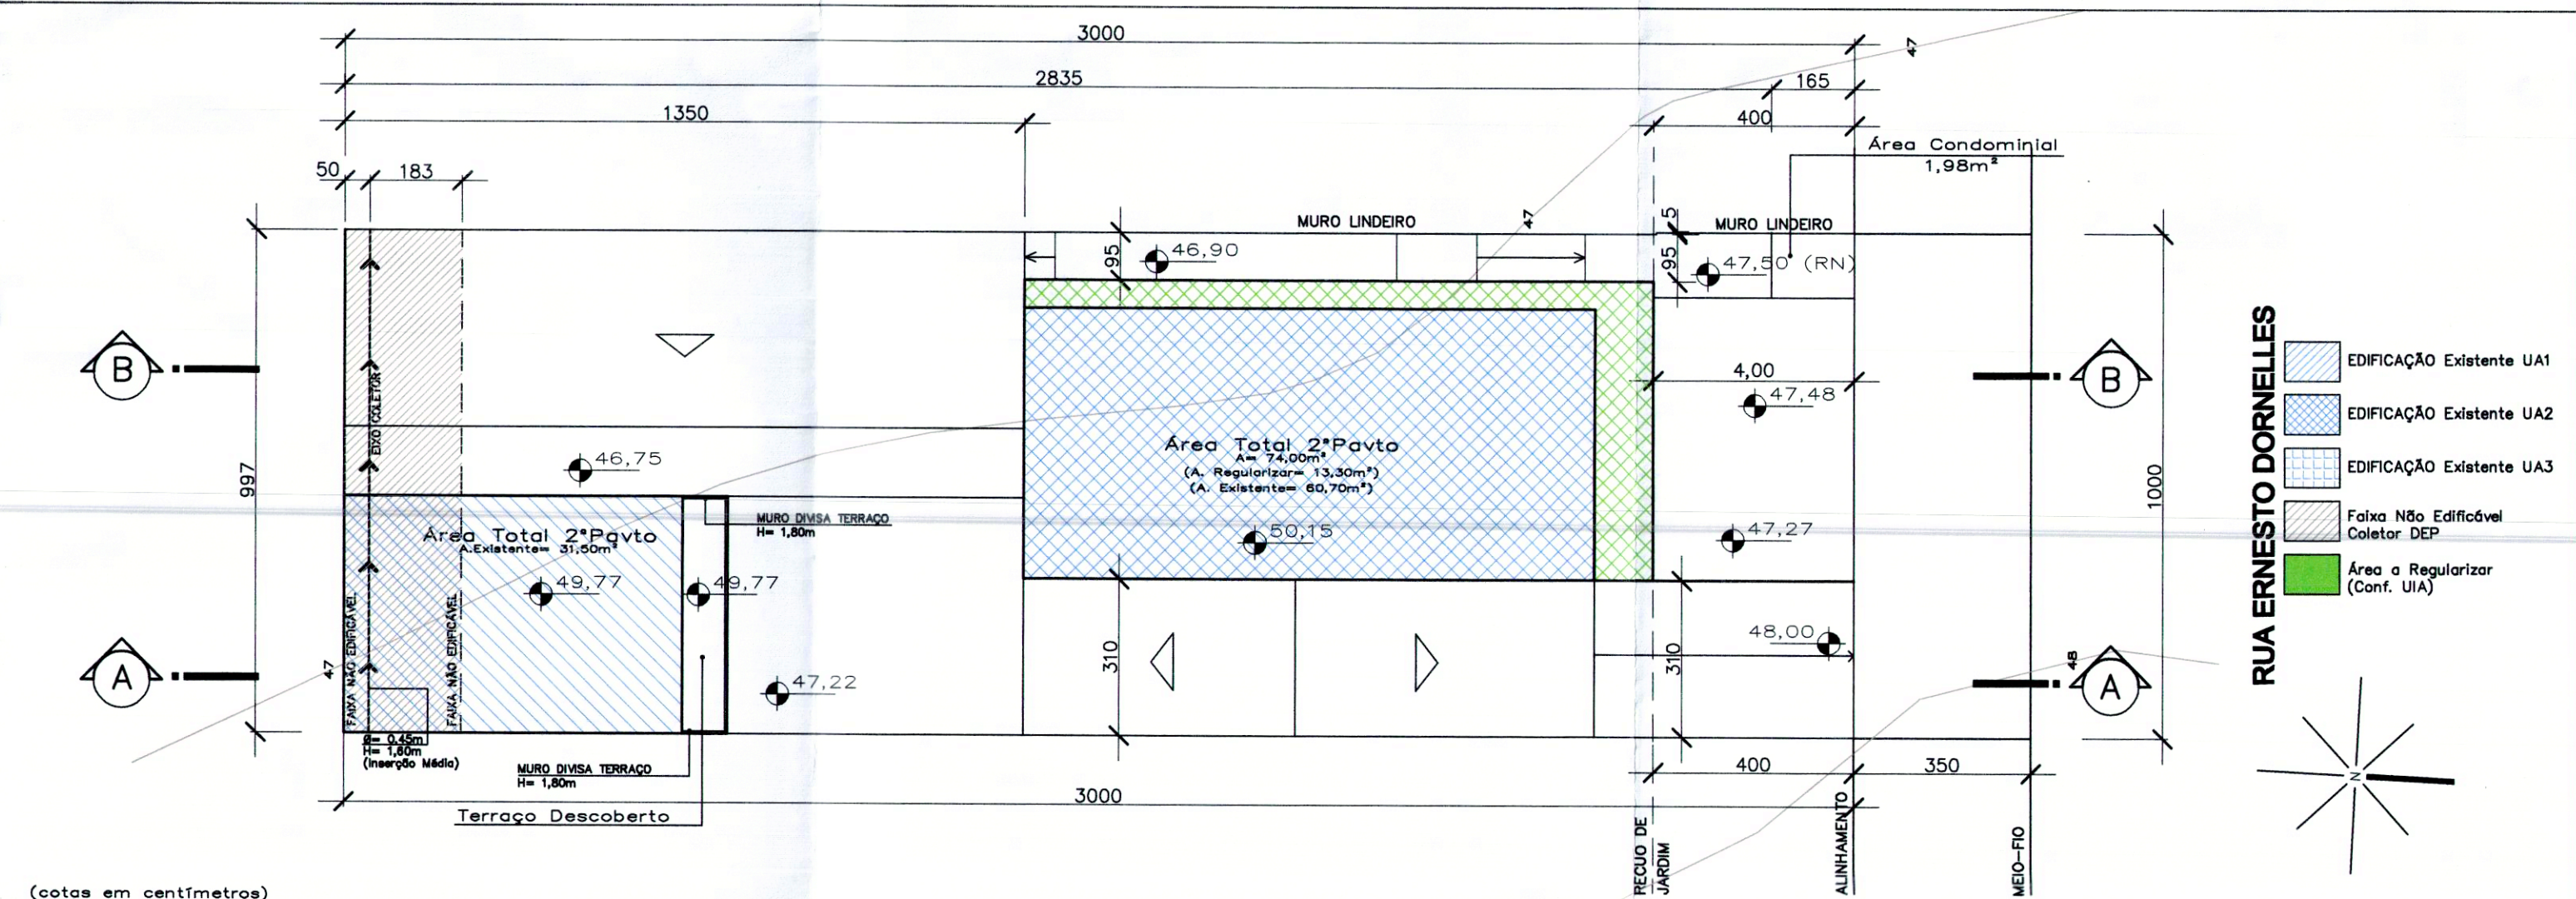 3000
47
2835
165
1350
400
Área Condominial
1,98m²
50
183
MURO LINDEIRO
47
5
MURO LINDEIRO
95
46,90
95
47,50 (RN)
B
EIXO COLETOR
4,00
47,48
B
997
46,75
Área Total 2ºPavto
A= 74,00m²
(A. Regularizar= 13,30m²)
(A. Existente= 60,70m²)
1000
MURO DIVISA TERRAÇO
H= 1,80m
Área Total 2ºPavto
A.Existente= 31,50m²
50,15
47,27
49,77
49,77
FAIXA NÃO EDIFICÁVEL
FAIXA NÃO EDIFICÁVEL
47
A
47,22
310
310
48,00
48
A
Ø= 0.45m
H= 1,60m
(Inserção Média)
MURO DIVISA TERRAÇO
H= 1,80m
Terraço Descoberto
400
350
3000
RECUO DE
JARDIM
ALINHAMENTO
MEIO-FIO
(cotas em centímetros)
RUA ERNESTO DORNELLES
EDIFICAÇÃO Existente UA1
EDIFICAÇÃO Existente UA2
EDIFICAÇÃO Existente UA3
Faixa Não Edificável
Coletor DEP
Área a Regularizar
(Conf. UIA)
N